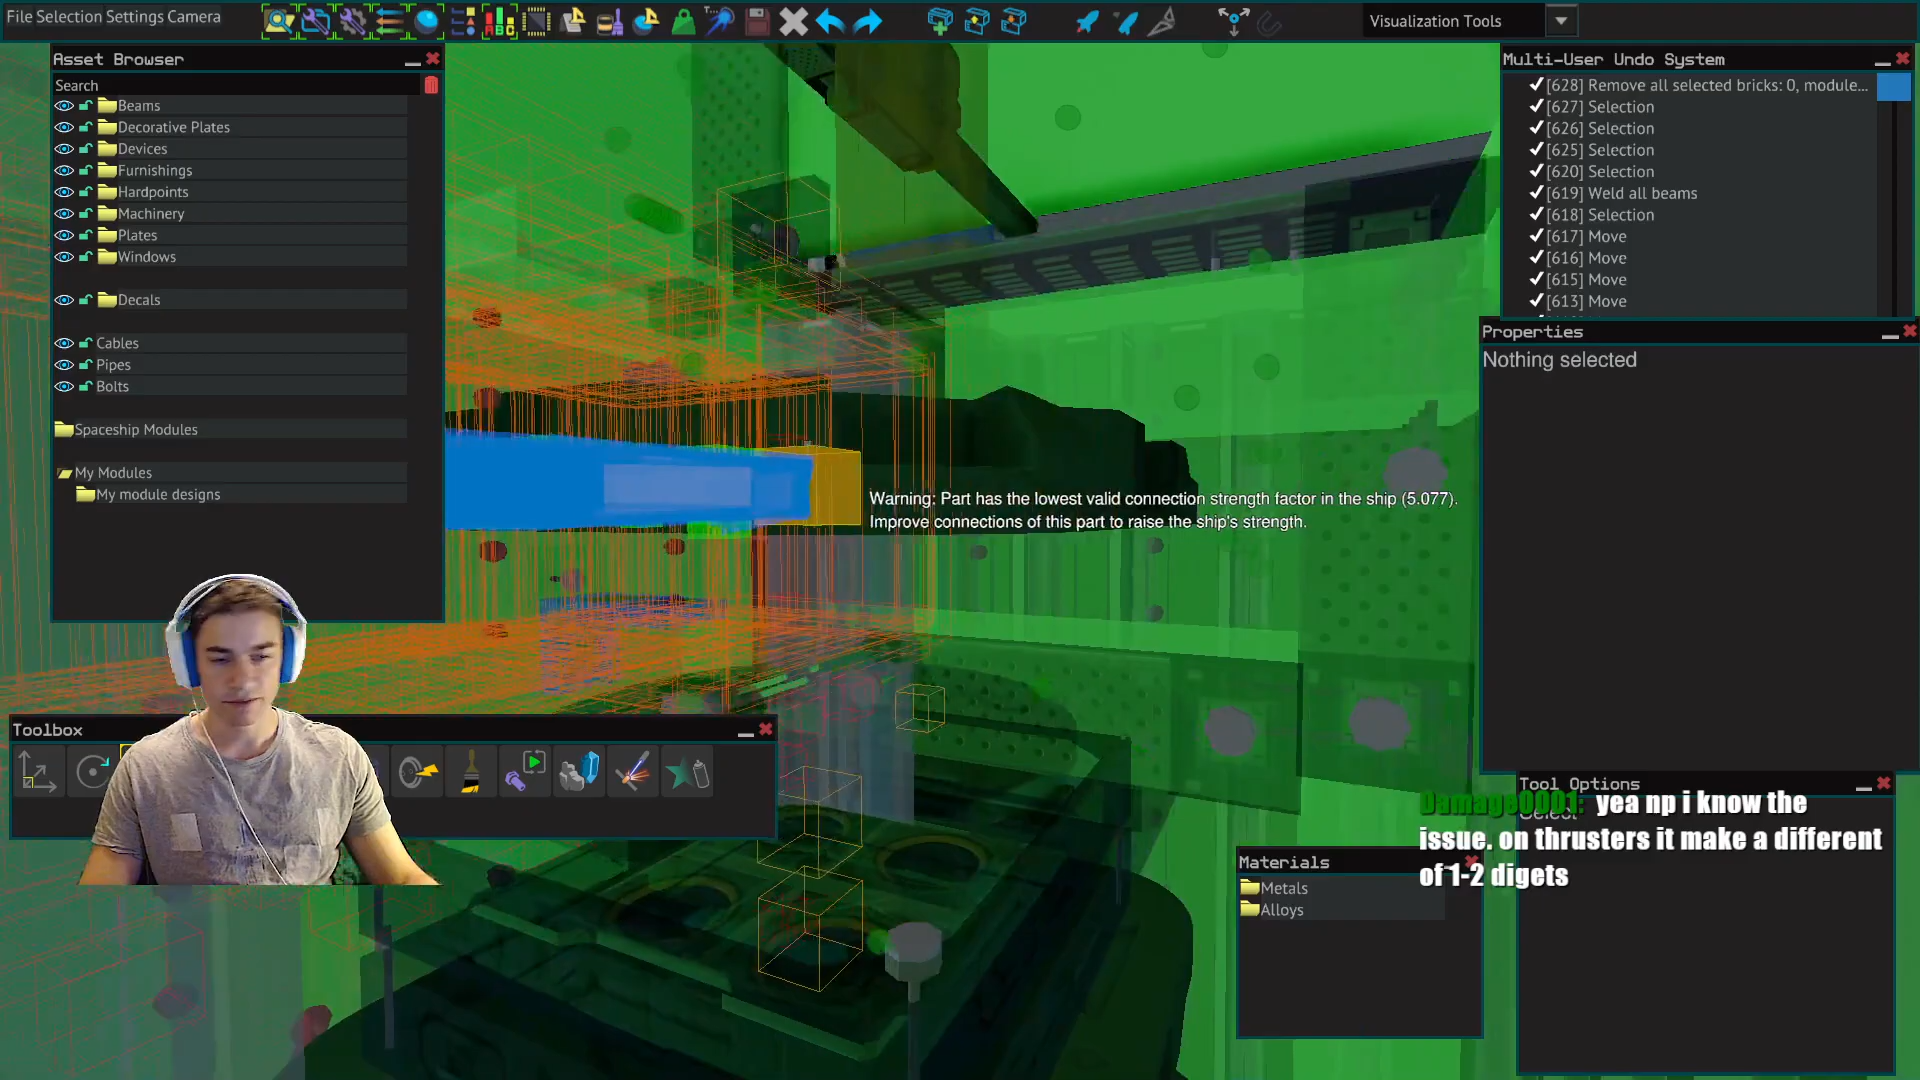 File Selection Settings Camera
Visualization Tools
Asset Browser
Search
Beams
Decorative Plates
Devices
Furnishings
Hardpoints
Machinery
Plates
Windows
Decals
Cables
Pipes
Bolts
Spaceship Modules
My Modules
My module designs
Multi-User Undo System
[628] Remove all selected bricks: 0, module...
[627] Selection
[626] Selection
[625] Selection
[620] Selection
[619] Weld all beams
[618] Selection
[617] Move
[616] Move
[615] Move
[613] Move
Properties
Nothing selected
Warning: Part has the lowest valid connection strength factor in the ship (5.077).
Improve connections of this part to raise the ship's strength.
Toolbox
Tool Options
Select
Damage0001: yea np i know the
issue. on thrusters it make a different
of 1-2 digets
Materials
Metals
Alloys